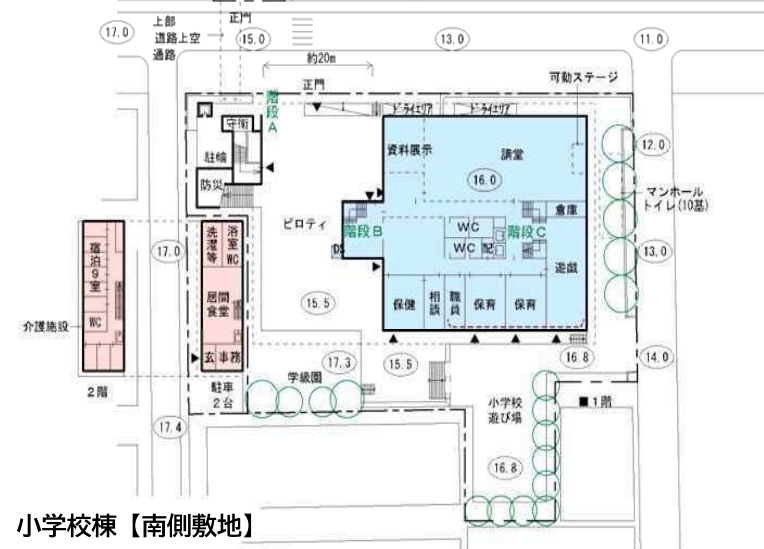 上部
道路上空
通路
正門
17.0
15.0
13.0
11.0
約20m
正門
可動ステージ
階段A
ドライエリア
ドライエリア
守衛
駐輪
防災
資料展示
講堂
16.0
12.0
マンホール
トイレ(10基)
ピロティ
階段B
DS
WC
WC
配
階段C
倉庫
遊戯
13.0
宿泊
9室
WC
介護施設
2階
17.0
洗濯等
浴室
WC
居間
食堂
玄
事務
15.5
保健
相談
職員
保育
保育
17.3
15.5
16.8
14.0
学級園
駐車
2台
17.4
小学校
遊び場
■1階
16.8
小学校棟【南側敷地】